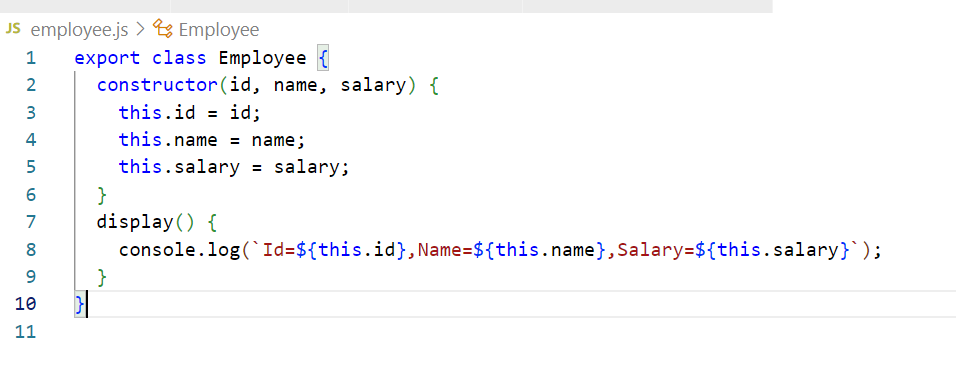 JS employee.js > Employee
1 export class Employee {
2   constructor(id, name, salary) {
3     this.id = id;
4     this.name = name;
5     this.salary = salary;
6   }
7   display() {
8     console.log(`Id=${this.id},Name=${this.name},Salary=${this.salary}`);
9   }
10 }
11